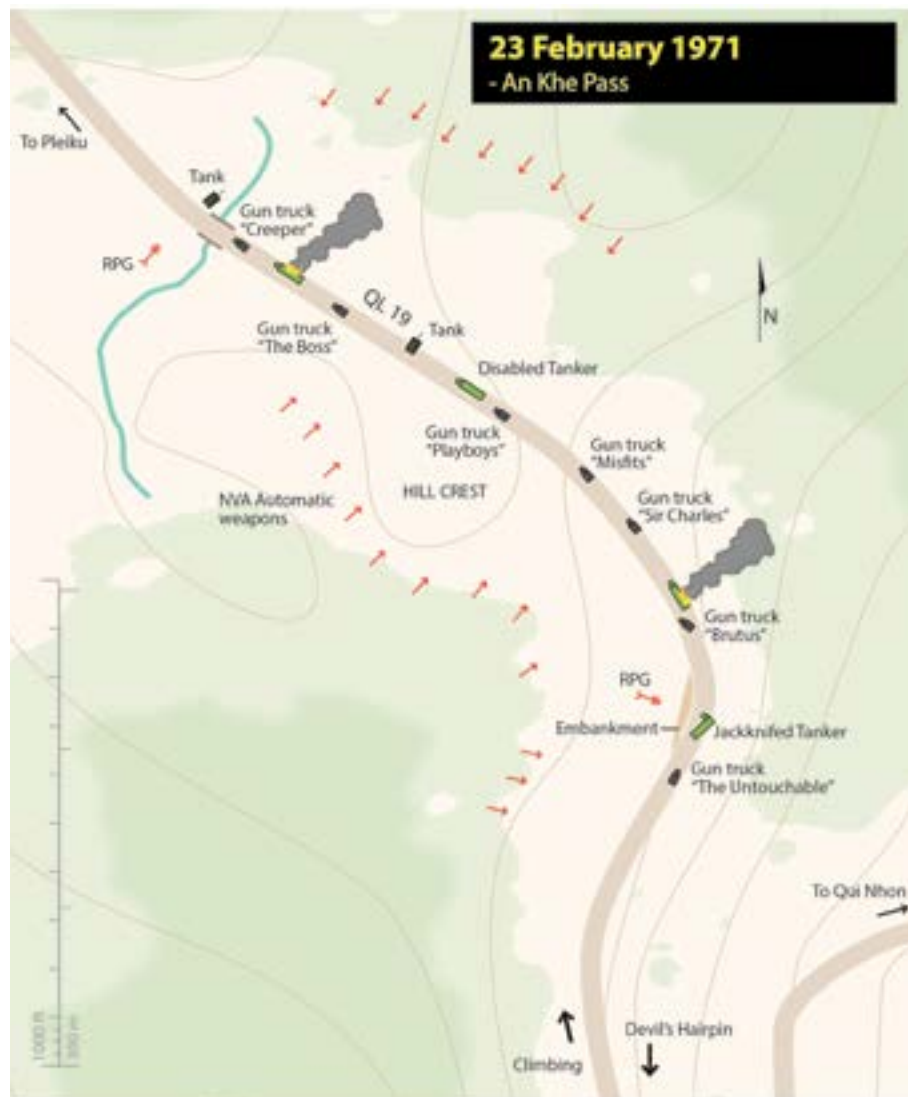 23 February 1971
- An Khe Pass
To Pleiku
Tank
Gun truck
"Creeper"
RPG
QL 19
Gun truck
"The Boss"
Tank
N
Disabled Tanker
Gun truck
"Playboys"
Gun truck
"Misfits"
HILL CREST
NVA Automatic
weapons
Gun truck
"Sir Charles"
Gun truck
"Brutus"
RPG
Embankment
Jackknifed Tanker
Gun truck
"The Untouchable"
To Qui Nhon
Devil's Hairpin
Climbing
1000 ft